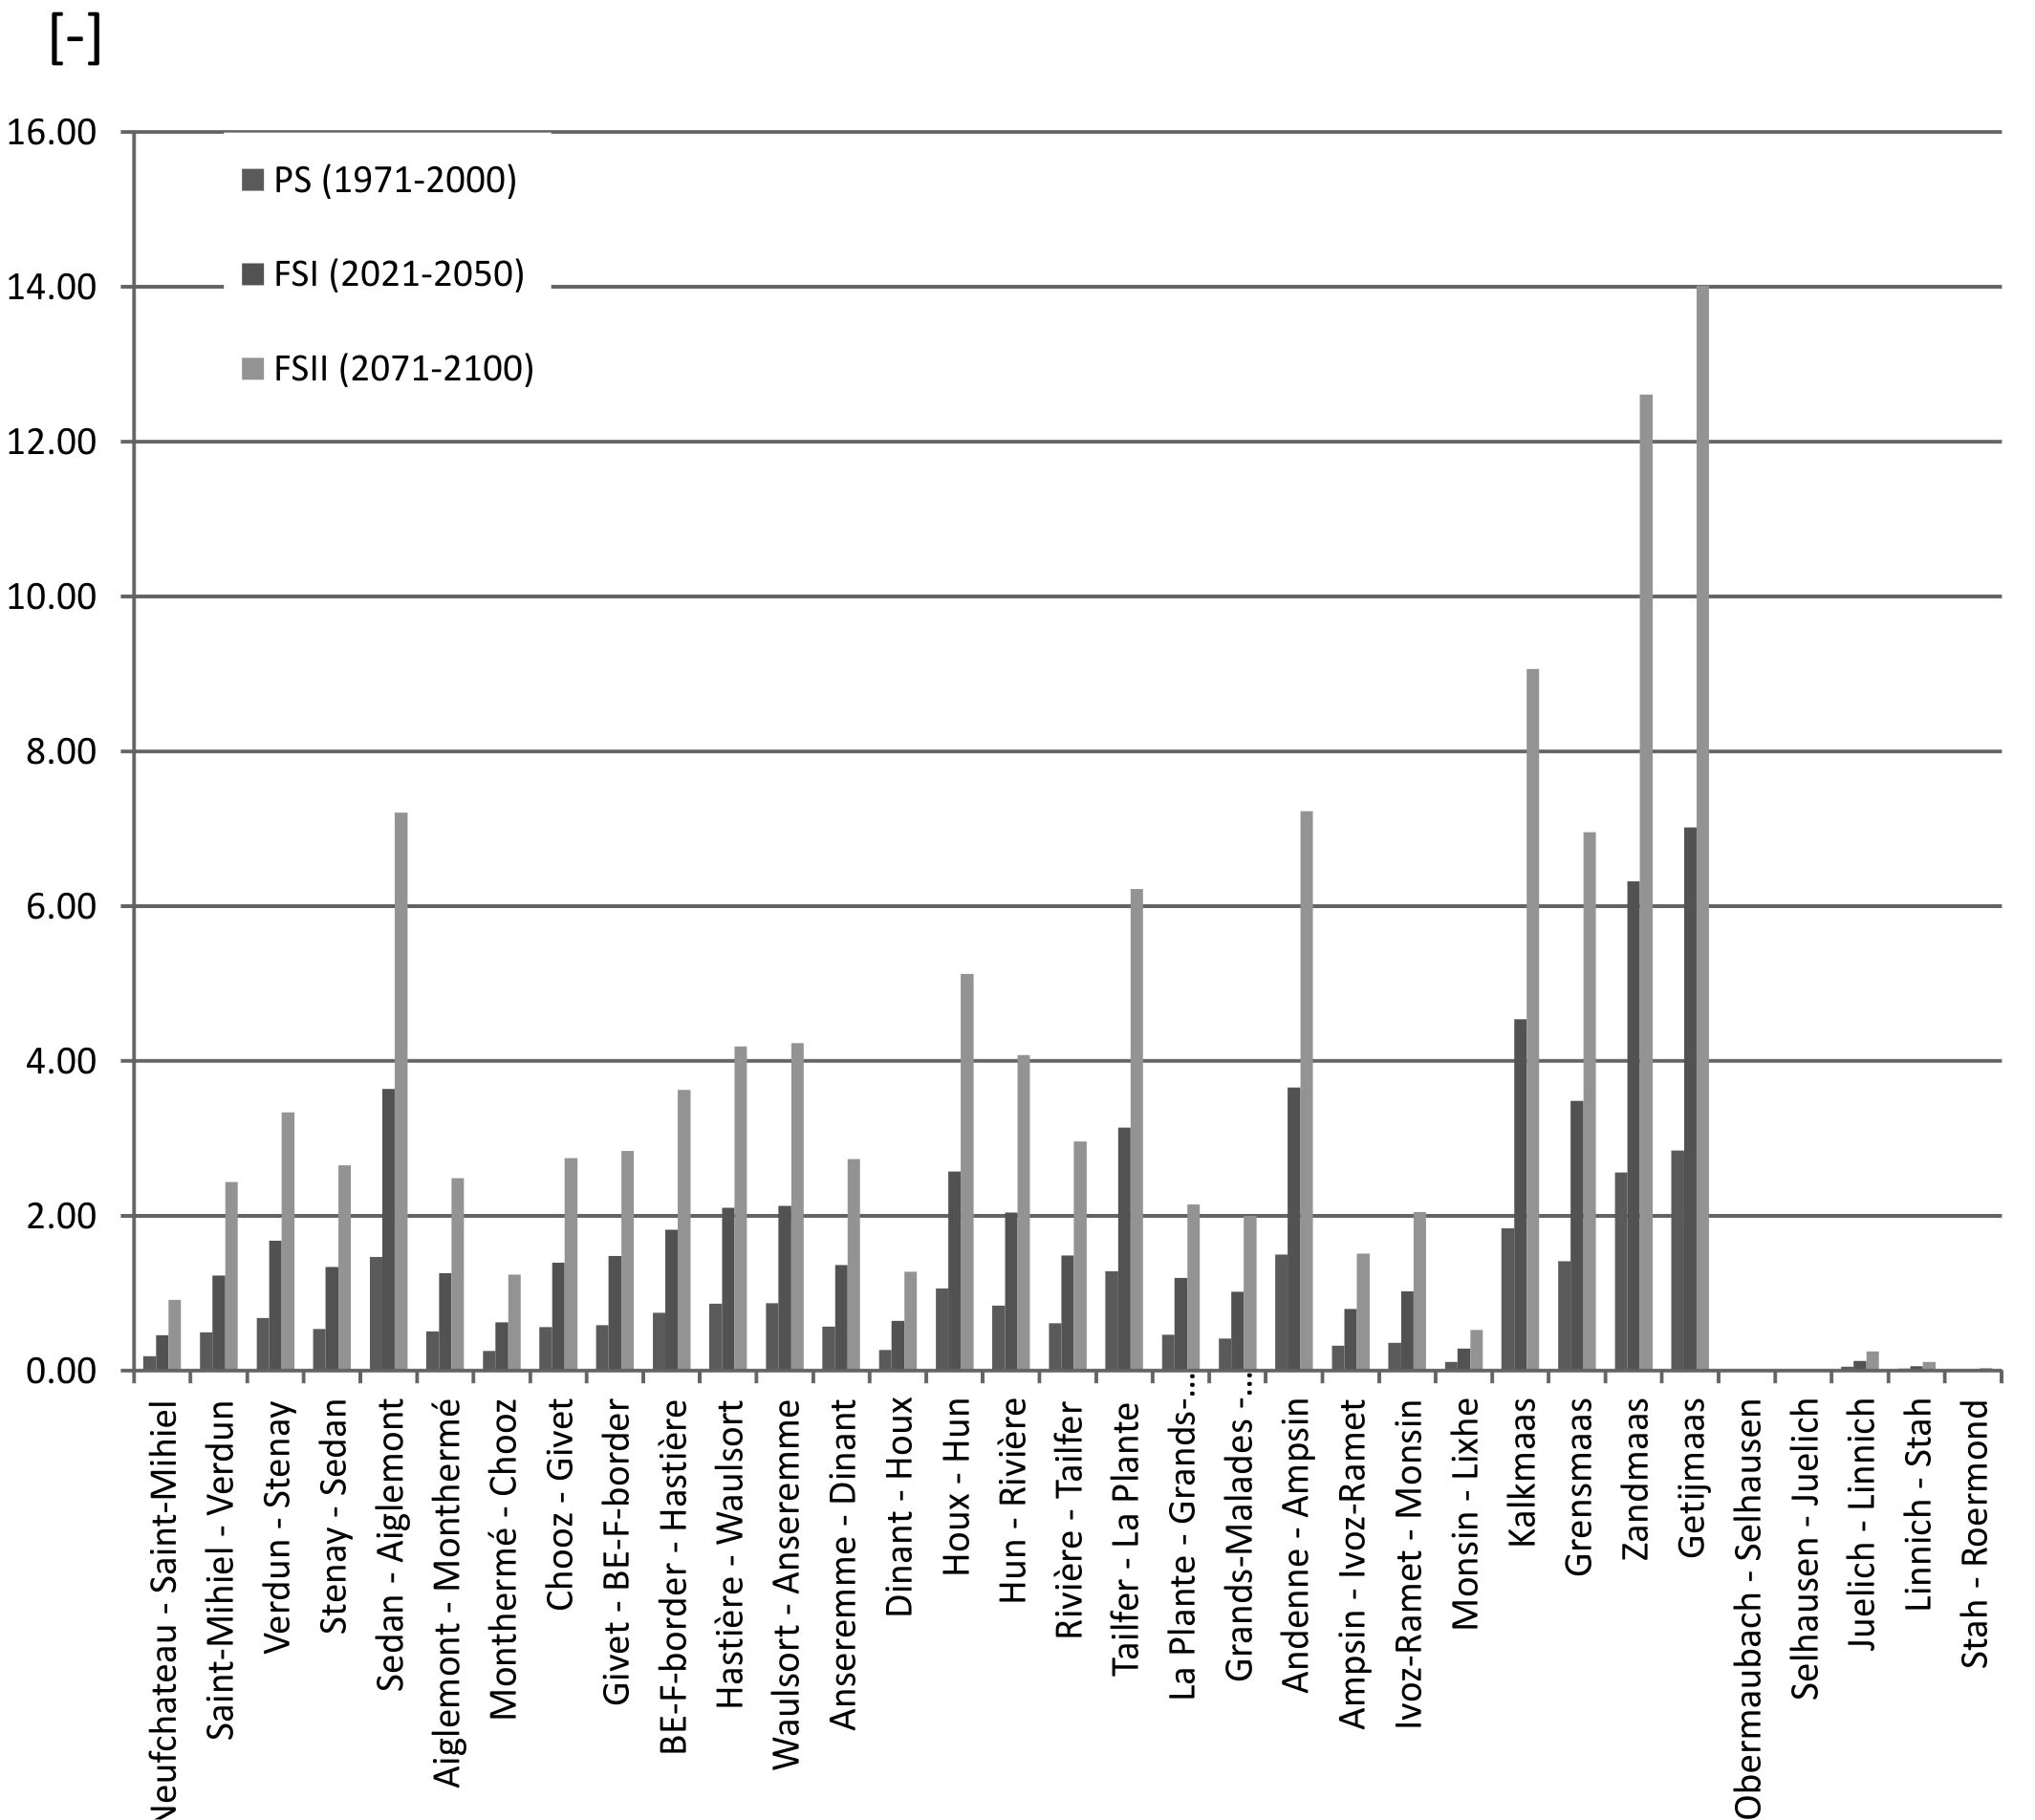 [-]
16.00
14.00
12.00
10.00
8.00
6.00
4.00
2.00
0.00
PS (1971-2000)
FSI (2021-2050)
FSII (2071-2100)
Neufchateau - Saint-Mihiel
Saint-Mihiel - Verdun
Verdun - Stenay
Stenay - Sedan
Sedan - Aiglemont
Aiglemont - Monthermé
Monthermé - Chooz
Chooz - Givet
Givet - BE-F-border
BE-F-border - Hastière
Hastière - Waulsort
Waulsort - Anseremme
Anseremme - Dinant
Dinant - Houx
Houx - Hun
Hun - Rivière
Rivière - Tailfer
Tailfer - La Plante
La Plante - Grands-...
Grands-Malades -...
Andenne - Ampsin
Ampsin - Ivoz-Ramet
Ivoz-Ramet - Monsin
Monsin - Lixhe
Kalkmaas
Grensmaas
Zandmaas
Getijmaas
Obermaubach - Selhausen
Selhausen - Juelich
Juelich - Linnich
Linnich - Stah
Stah - Roermond